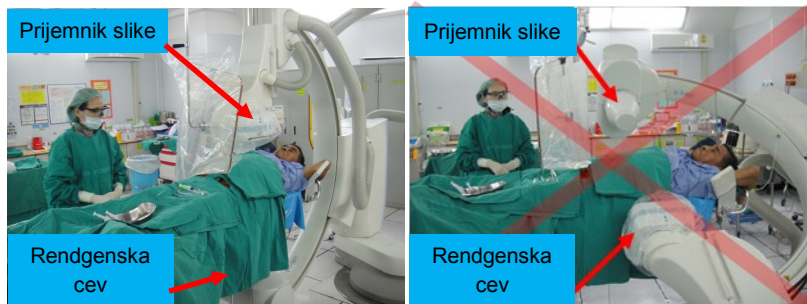 Prijemnik slike
Rendgenska
cev
Prijemnik slike
Rendgenska
cev